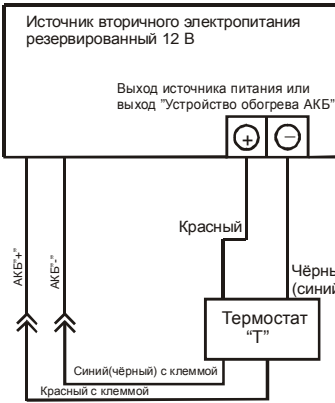 Источник вторичного электропитания
резервированный 12 В
Выход источника питания или
выход "Устройство обогрева АКБ"
+ −
Красный
АКБ"+"
АКБ"-"
(синий
Термостат
"Т"
Синий(чёрный) с клеммой
Красный с клеммой